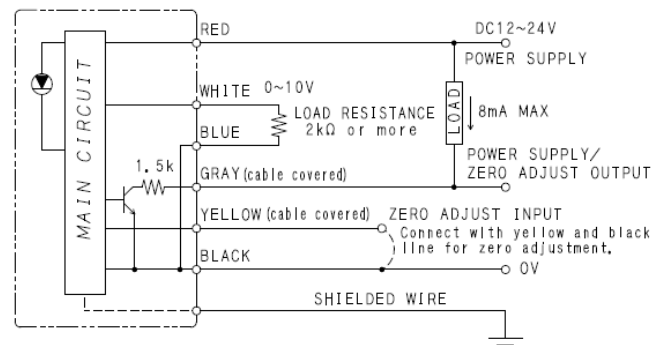 RED
DC12~24V
POWER SUPPLY
MAIN CIRCUIT
WHITE 0~10V
LOAD RESISTANCE
2kΩ or more
LOAD
8mA MAX
BLUE
1.5k
POWER SUPPLY/
ZERO ADJUST OUTPUT
GRAY(cable covered)
YELLOW(cable covered) ZERO ADJUST INPUT
Connect with yellow and black
line for zero adjustment.
BLACK
0V
SHIELDED WIRE